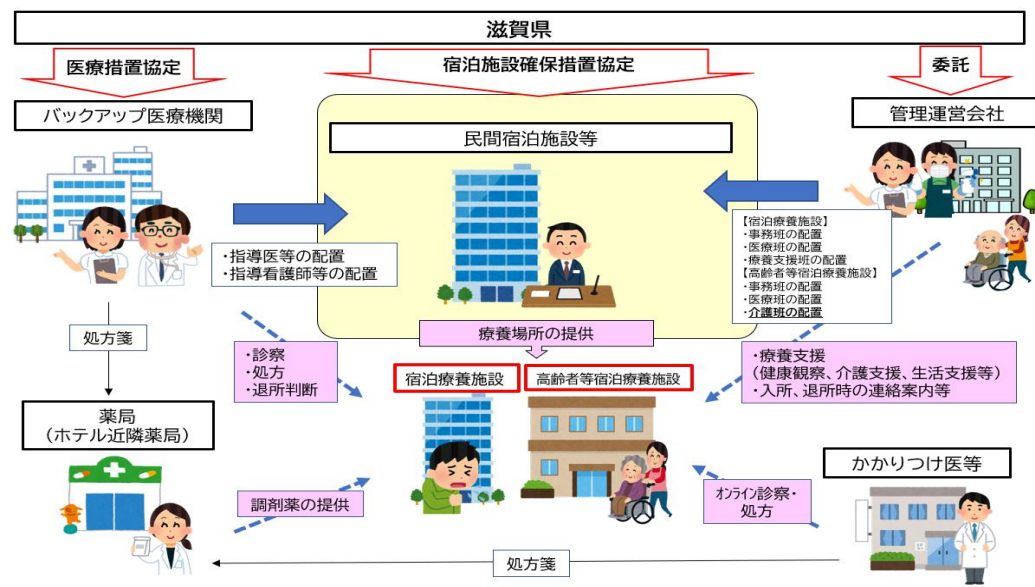 滋賀県
医療措置協定
宿泊施設確保措置協定
委託
バックアップ医療機関
民間宿泊施設等
管理運営会社
・指導医等の配置
・指導看護師等の配置
【宿泊療養施設】
・事務班の配置
・医療班の配置
・療養支援班の配置
【高齢者等宿泊療養施設】
・事務班の配置
・医療班の配置
・介護班の配置
処方箋
療養場所の提供
・診察
・処方
・退所判断
宿泊療養施設
高齢者等宿泊療養施設
・療養支援
（健康観察、介護支援、生活支援等）
・入所、退所時の連絡案内等
薬局
（ホテル近隣薬局）
かかりつけ医等
調剤薬の提供
オンライン診察・
処方
処方箋